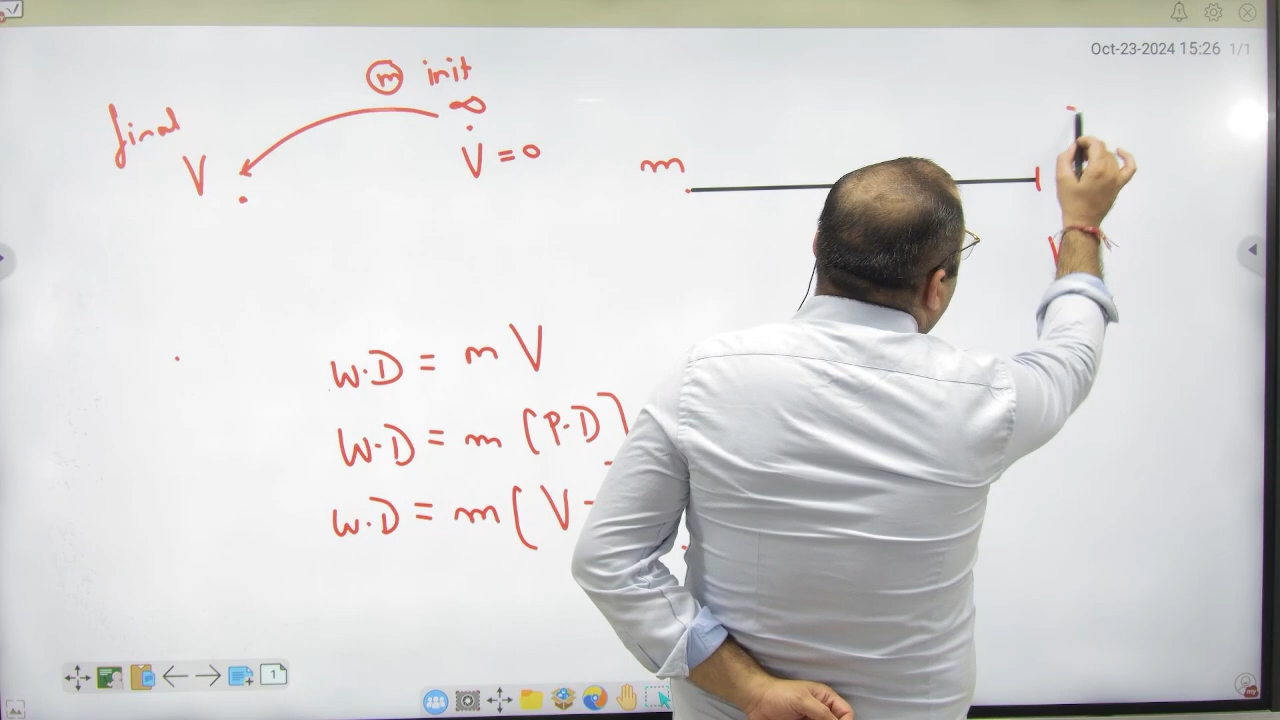 Oct-23-2024 15:26 1/1
m init
∞
final
V
V = 0
m
W.D = m V
W.D = m (P.D)
W.D = m ( V -
1